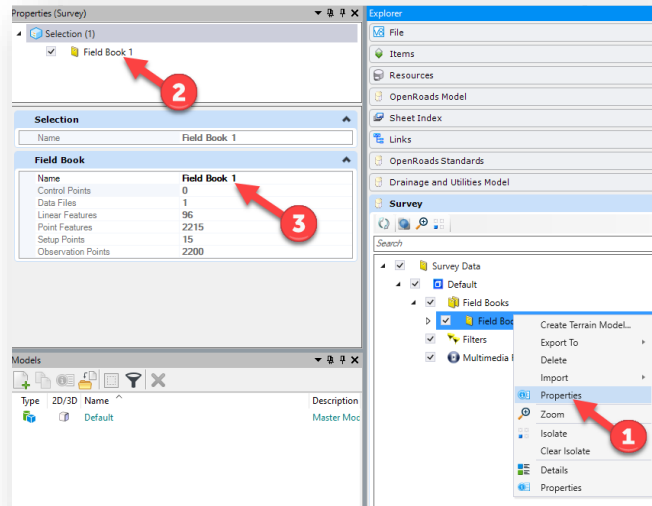 Properties (Survey)
Selection (1)
Field Book 1
2
Selection
Name Field Book 1
Field Book
Name Field Book 1
Control Points 0
Data Files 1
Linear Features 96
Point Features 2215
Setup Points 15
Observation Points 2200
3
Models
Type 2D/3D Name Description
Default Master Moc
Explorer
File
Items
Resources
OpenRoads Model
Sheet Index
Links
OpenRoads Standards
Drainage and Utilities Model
Survey
Search
Survey Data
Default
Field Books
Field Boo
Filters
Multimedia F
Create Terrain Model...
Export To
Delete
Import
Properties
Zoom
1
Isolate
Clear Isolate
Details
Properties